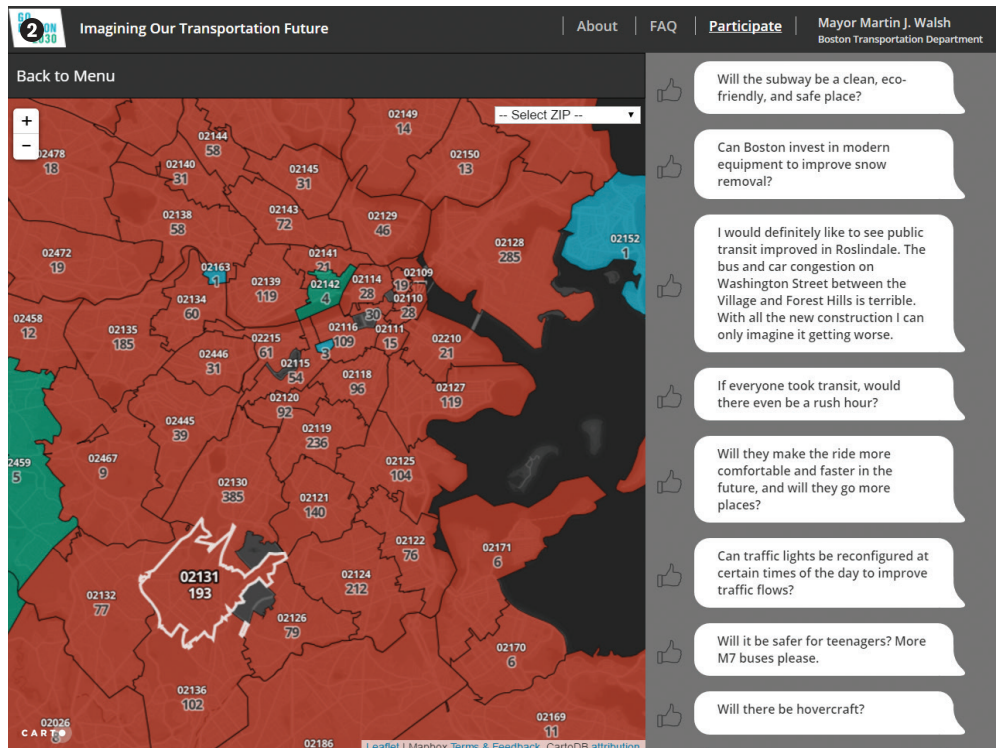 GO
2 ON
2030
Imagining Our Transportation Future
About
FAQ
Participate
Mayor Martin J. Walsh
Boston Transportation Department
Back to Menu
+
−
-- Select ZIP --
02149
14
02144
58
02150
13
02478
18
02140
31
02145
31
02138
58
02143
72
02129
46
02128
285
02152
1
02472
19
02141
21
02163
1
02139
119
02142
4
02114
28
02109
19
02110
28
02134
60
30
02458
12
02135
185
02116
109
02111
15
02215
61
3
02210
21
02446
31
02115
54
02118
96
02127
119
02120
92
02445
39
02119
236
2459
5
02467
9
02125
104
02130
385
02121
140
02122
76
02171
6
02131
193
02132
77
02124
212
02126
79
02170
6
02136
102
02026
02169
11
02186
CARTO
Leaflet | Mapbox Terms & Feedback, CartoDB attribution
Will the subway be a clean, eco-
friendly, and safe place?
Can Boston invest in modern
equipment to improve snow
removal?
I would definitely like to see public
transit improved in Roslindale. The
bus and car congestion on
Washington Street between the
Village and Forest Hills is terrible.
With all the new construction I can
only imagine it getting worse.
If everyone took transit, would
there even be a rush hour?
Will they make the ride more
comfortable and faster in the
future, and will they go more
places?
Can traffic lights be reconfigured at
certain times of the day to improve
traffic flows?
Will it be safer for teenagers? More
M7 buses please.
Will there be hovercraft?